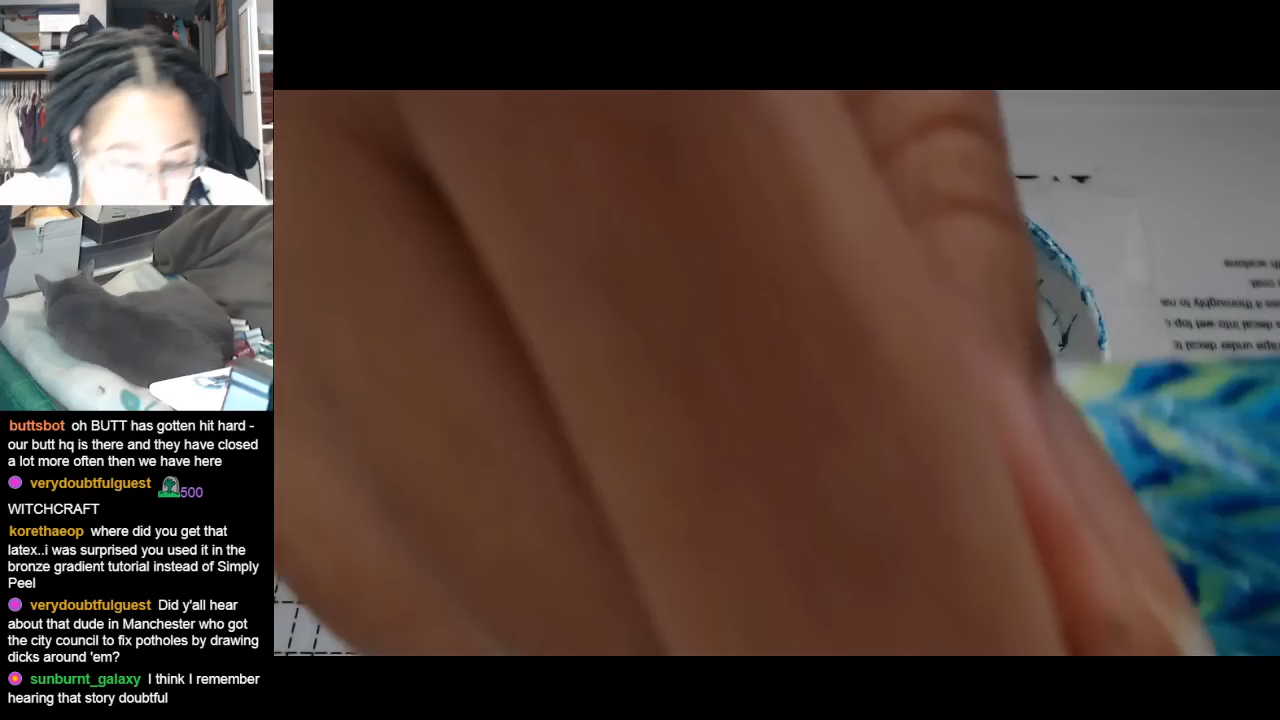 buttsbot oh BUTT has gotten hit hard -
our butt hq is there and they have closed
a lot more often then we have here
verydoubtfulguest 500
WITCHCRAFT
korethaeop where did you get that
latex..i was surprised you used it in the
bronze gradient tutorial instead of Simply
Peel
verydoubtfulguest Did y'all hear
about that dude in Manchester who got
the city council to fix potholes by drawing
dicks around 'em?
sunburnt_galaxy I think I remember
hearing that story doubtful